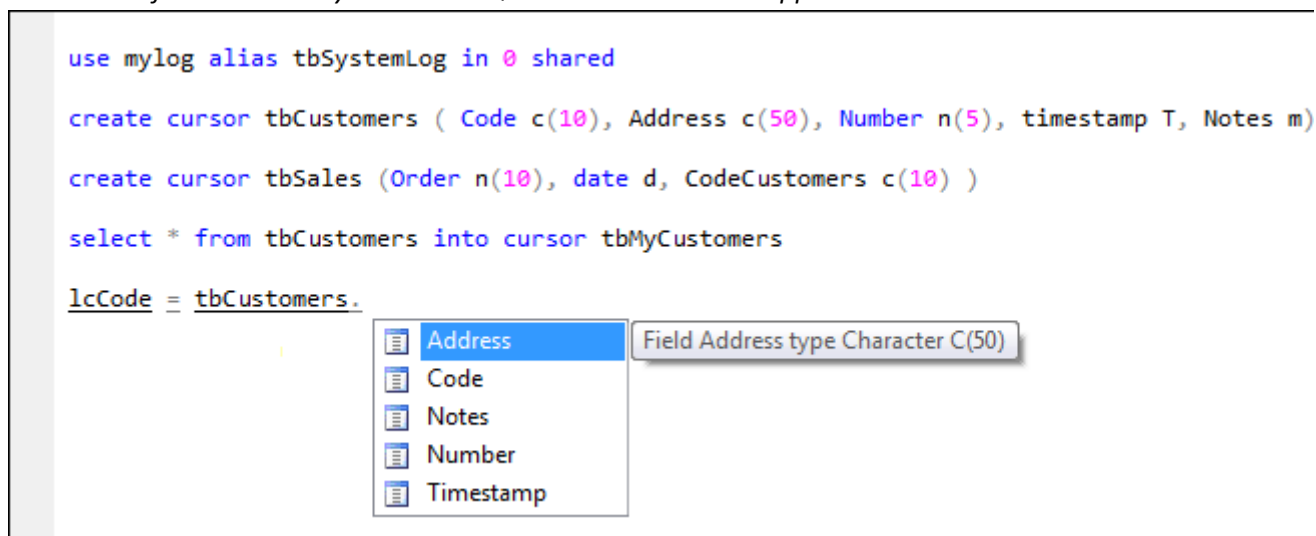 use mylog alias tbSystemLog in 0 shared
create cursor tbCustomers ( Code c(10), Address c(50), Number n(5), timestamp T, Notes m)
create cursor tbSales (Order n(10), date d, CodeCustomers c(10) )
select * from tbCustomers into cursor tbMyCustomers
lcCode = tbCustomers.
Address Field Address type Character C(50)
Code
Notes
Number
Timestamp